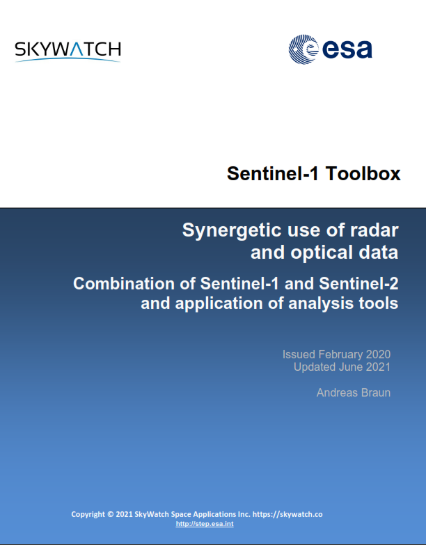 SKYWATCH
esa
Sentinel-1 Toolbox
Synergetic use of radar
and optical data
Combination of Sentinel-1 and Sentinel-2
and application of analysis tools
Issued February 2020
Updated June 2021
Andreas Braun
Copyright © 2021 SkyWatch Space Applications Inc. https://skywatch.co
http://step.esa.int